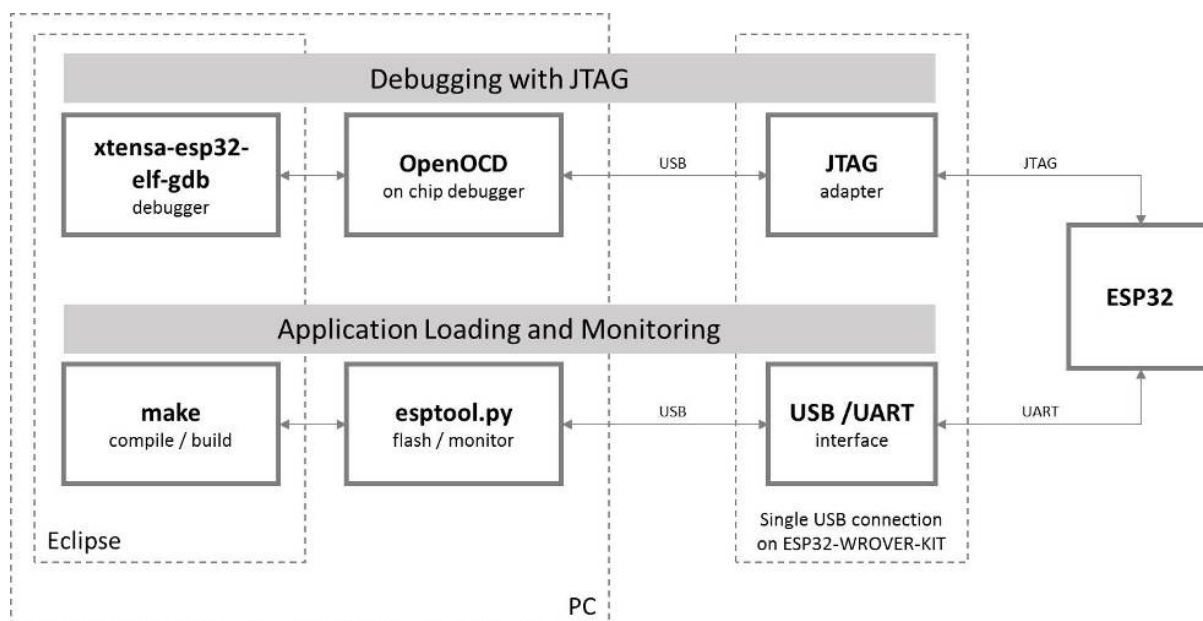 Debugging with JTAG
xtensa-esp32-
elf-gdb
debugger
OpenOCD
on chip debugger
USB
JTAG
adapter
JTAG
ESP32
Application Loading and Monitoring
make
compile / build
esptool.py
flash / monitor
USB
USB /UART
interface
UART
Single USB connection
on ESP32-WROVER-KIT
Eclipse
PC